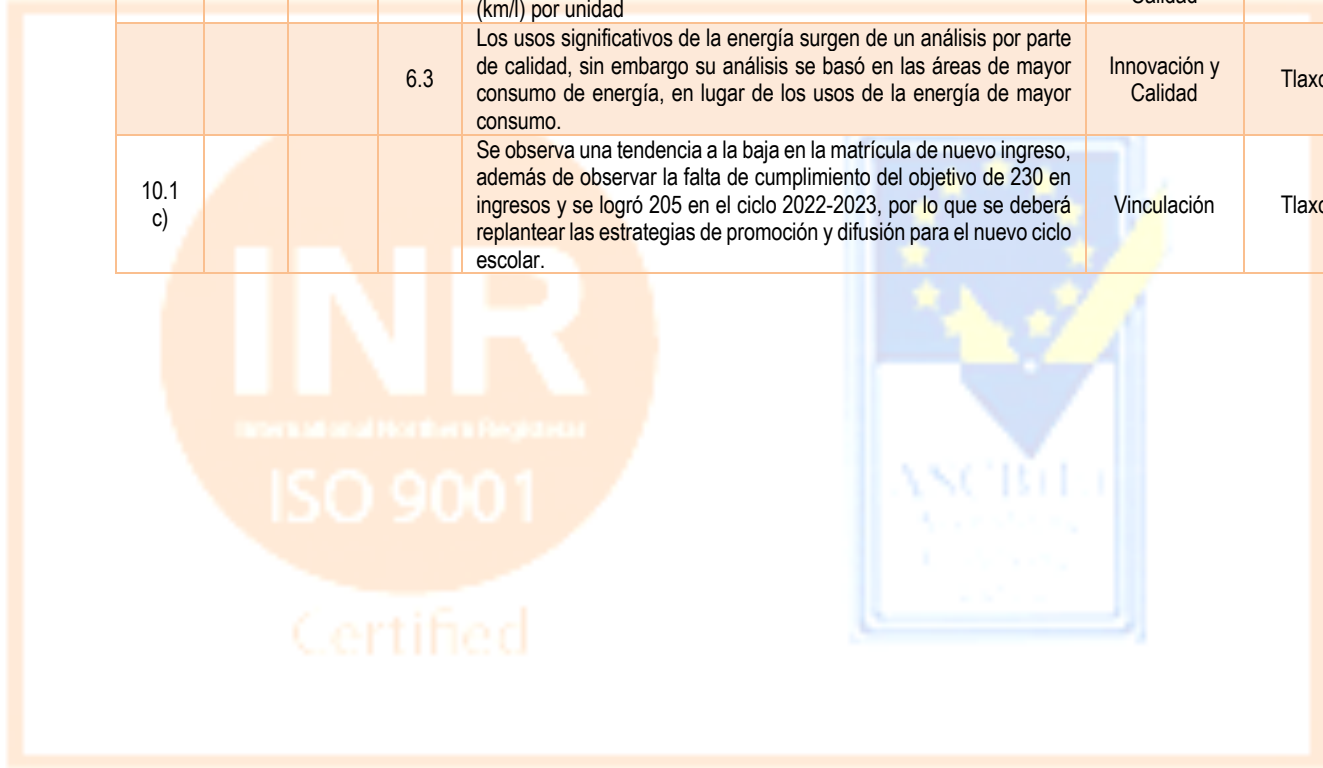 (km/l) por unidad
Calidad
Los usos significativos de la energía surgen de un análisis por parte
de calidad, sin embargo su análisis se basó en las áreas de mayor
consumo de energía, en lugar de los usos de la energía de mayor
consumo.
6.3
Innovación y
Calidad
Tlaxc
Se observa una tendencia a la baja en la matrícula de nuevo ingreso,
además de observar la falta de cumplimiento del objetivo de 230 en
ingresos y se logró 205 en el ciclo 2022-2023, por lo que se deberá
replantear las estrategias de promoción y difusión para el nuevo ciclo
escolar.
10.1
c)
Vinculación
Tlaxc
INR
International Northern Registrar
ISO 9001
Certified